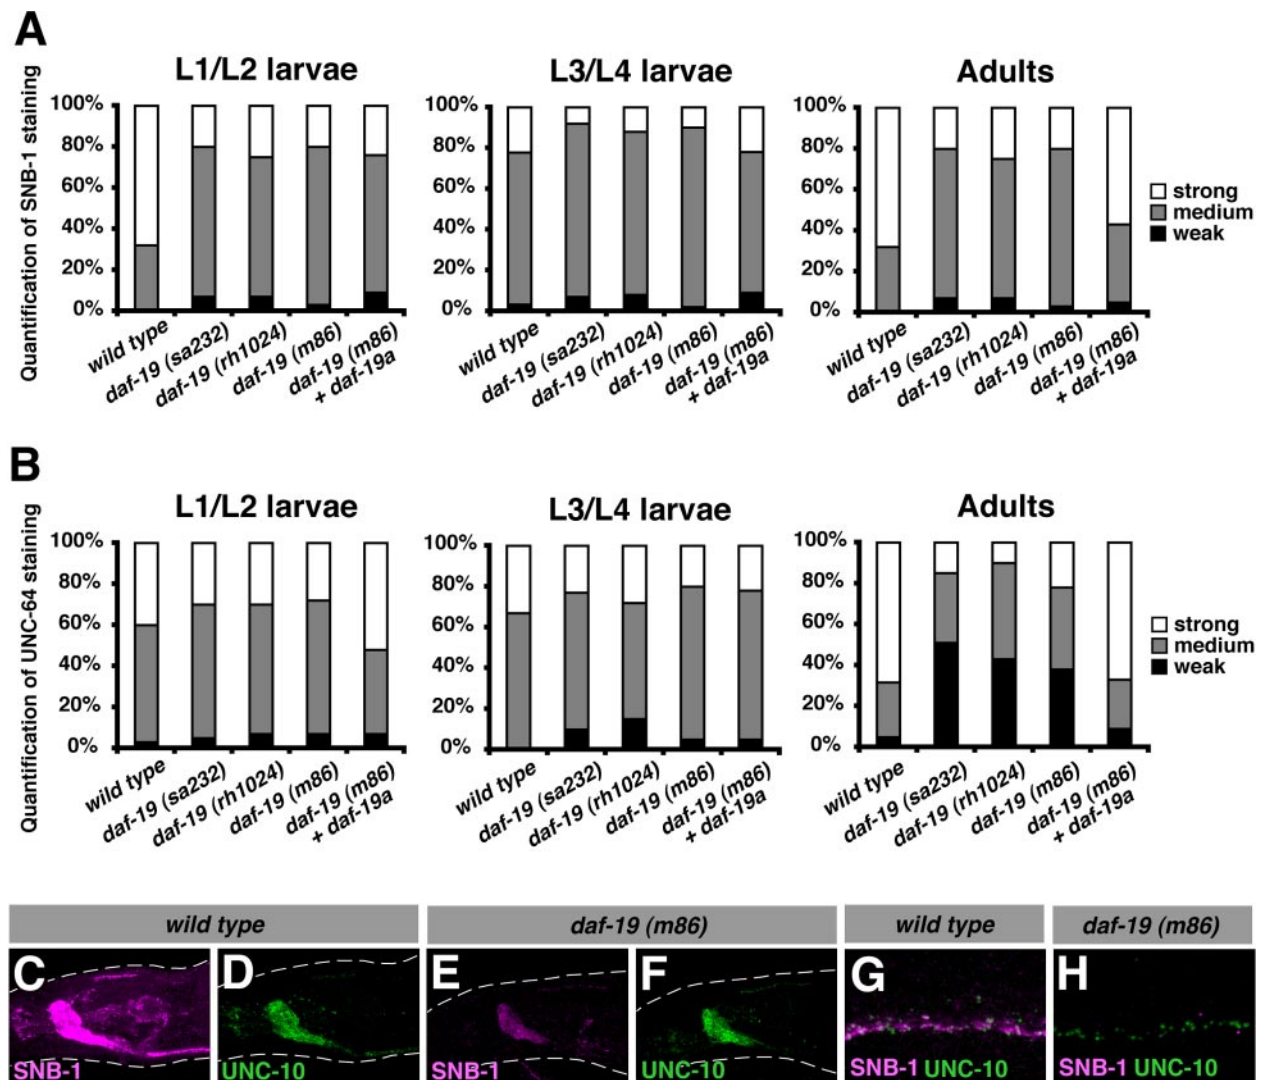 A
L1/L2 larvae
L3/L4 larvae
Adults
Quantification of SNB-1 staining
100%
80%
60%
40%
20%
0%
wild type
daf-19 (sa232)
daf-19 (rh1024)
daf-19 (m86)
daf-19 (m86)
+ daf-19a
100%
80%
60%
40%
20%
0%
wild type
daf-19 (sa232)
daf-19 (rh1024)
daf-19 (m86)
daf-19 (m86)
+ daf-19a
100%
80%
60%
40%
20%
0%
wild type
daf-19 (sa232)
daf-19 (rh1024)
daf-19 (m86)
daf-19 (m86)
+ daf-19a
strong
medium
weak
B
L1/L2 larvae
L3/L4 larvae
Adults
Quantification of UNC-64 staining
100%
80%
60%
40%
20%
0%
wild type
daf-19 (sa232)
daf-19 (rh1024)
daf-19 (m86)
daf-19 (m86)
+ daf-19a
100%
80%
60%
40%
20%
0%
wild type
daf-19 (sa232)
daf-19 (rh1024)
daf-19 (m86)
daf-19 (m86)
+ daf-19a
100%
80%
60%
40%
20%
0%
wild type
daf-19 (sa232)
daf-19 (rh1024)
daf-19 (m86)
daf-19 (m86)
+ daf-19a
strong
medium
weak
wild type
daf-19 (m86)
wild type
daf-19 (m86)
C
SNB-1
D
UNC-10
E
SNB-1
F
UNC-10
G
SNB-1 UNC-10
H
SNB-1 UNC-10